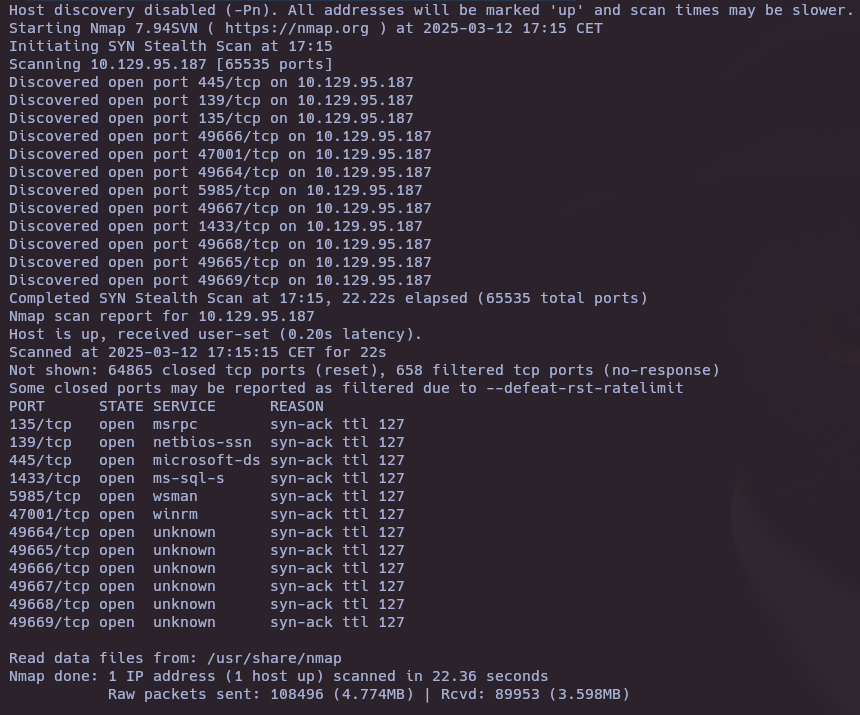 Host discovery disabled (-Pn). All addresses will be marked 'up' and scan times may be slower.
Starting Nmap 7.94SVN ( https://nmap.org ) at 2025-03-12 17:15 CET
Initiating SYN Stealth Scan at 17:15
Scanning 10.129.95.187 [65535 ports]
Discovered open port 445/tcp on 10.129.95.187
Discovered open port 139/tcp on 10.129.95.187
Discovered open port 135/tcp on 10.129.95.187
Discovered open port 49666/tcp on 10.129.95.187
Discovered open port 47001/tcp on 10.129.95.187
Discovered open port 49664/tcp on 10.129.95.187
Discovered open port 5985/tcp on 10.129.95.187
Discovered open port 49667/tcp on 10.129.95.187
Discovered open port 1433/tcp on 10.129.95.187
Discovered open port 49668/tcp on 10.129.95.187
Discovered open port 49665/tcp on 10.129.95.187
Discovered open port 49669/tcp on 10.129.95.187
Completed SYN Stealth Scan at 17:15, 22.22s elapsed (65535 total ports)
Nmap scan report for 10.129.95.187
Host is up, received user-set (0.20s latency).
Scanned at 2025-03-12 17:15:15 CET for 22s
Not shown: 64865 closed tcp ports (reset), 658 filtered tcp ports (no-response)
Some closed ports may be reported as filtered due to --defeat-rst-ratelimit
PORT      STATE SERVICE      REASON
135/tcp   open  msrpc        syn-ack ttl 127
139/tcp   open  netbios-ssn  syn-ack ttl 127
445/tcp   open  microsoft-ds syn-ack ttl 127
1433/tcp  open  ms-sql-s     syn-ack ttl 127
5985/tcp  open  wsman        syn-ack ttl 127
47001/tcp open  winrm        syn-ack ttl 127
49664/tcp open  unknown      syn-ack ttl 127
49665/tcp open  unknown      syn-ack ttl 127
49666/tcp open  unknown      syn-ack ttl 127
49667/tcp open  unknown      syn-ack ttl 127
49668/tcp open  unknown      syn-ack ttl 127
49669/tcp open  unknown      syn-ack ttl 127
Read data files from: /usr/share/nmap
Nmap done: 1 IP address (1 host up) scanned in 22.36 seconds
           Raw packets sent: 108496 (4.774MB) | Rcvd: 89953 (3.598MB)